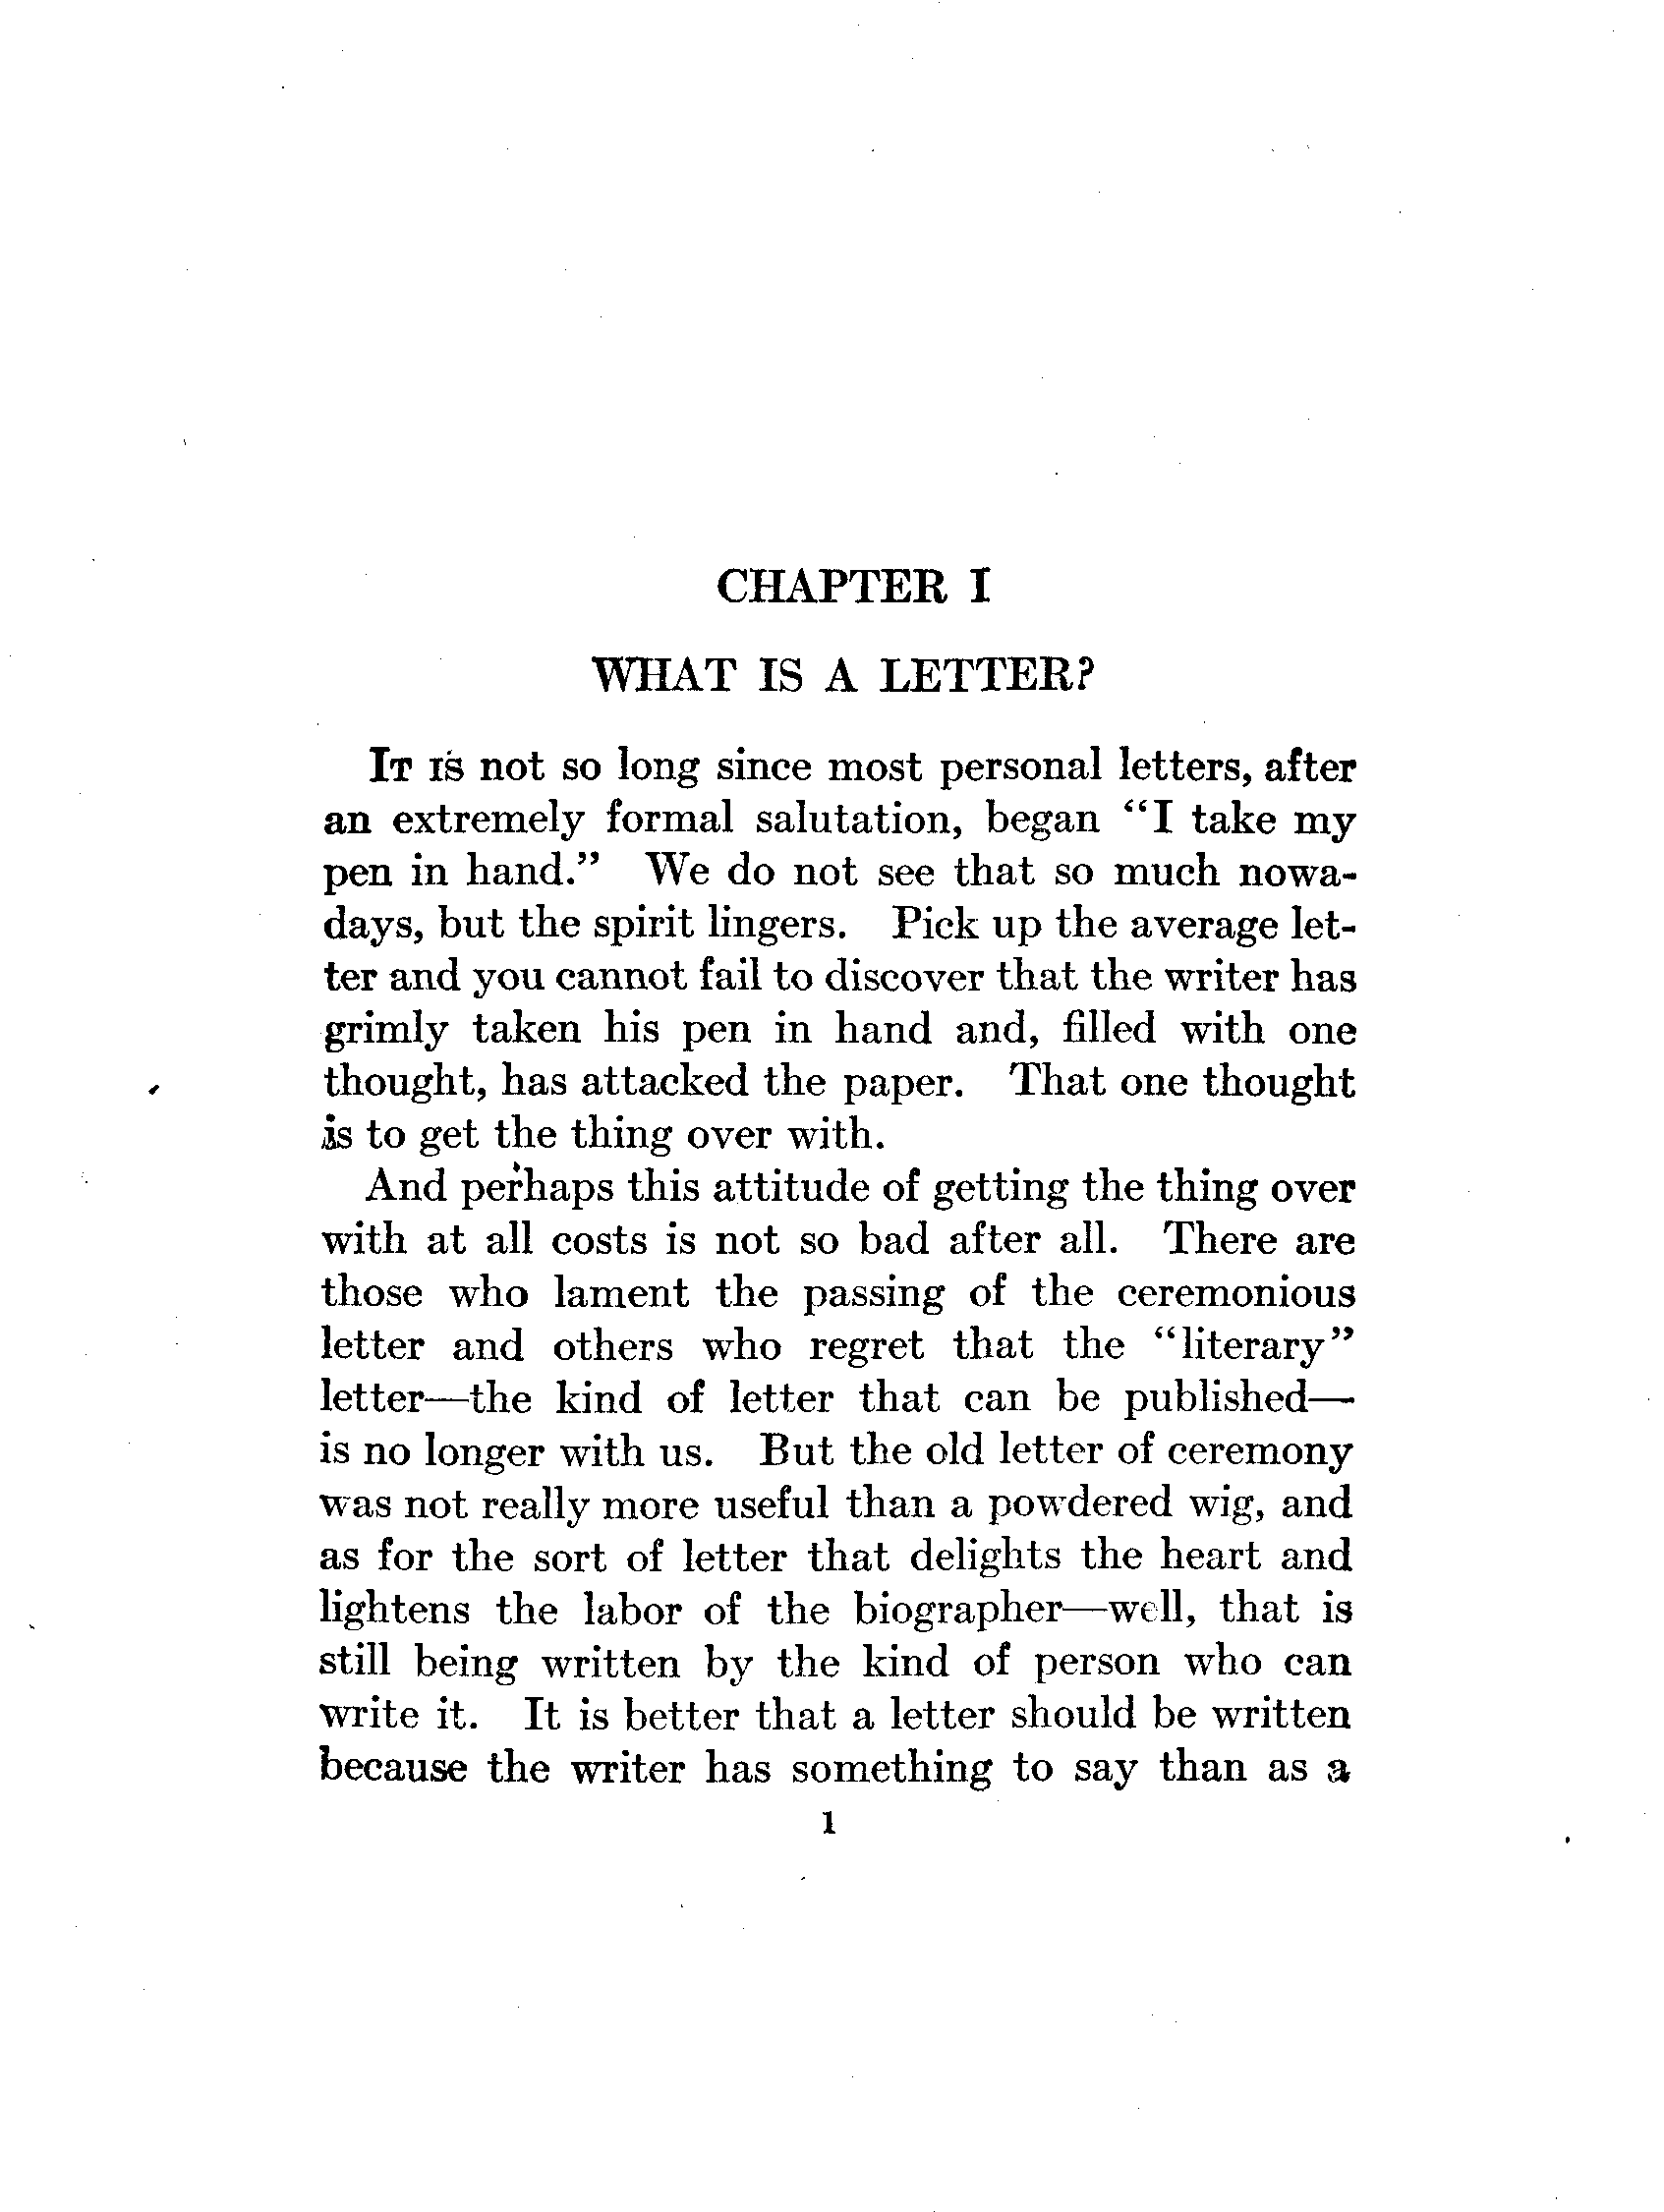 CHAPTER I
WHAT IS A LETTER?
IT IS not so long since most personal letters, after
an extremely formal salutation, began “I take my
pen in hand.” We do not see that so much nowa-
days, but the spirit lingers. Pick up the average let-
ter and you cannot fail to discover that the writer has
grimly taken his pen in hand and, filled with one
thought, has attacked the paper. That one thought
is to get the thing over with.
And perhaps this attitude of getting the thing over
with at all costs is not so bad after all. There are
those who lament the passing of the ceremonious
letter and others who regret that the “literary”
letter—the kind of letter that can be published—
is no longer with us. But the old letter of ceremony
was not really more useful than a powdered wig, and
as for the sort of letter that delights the heart and
lightens the labor of the biographer—well, that is
still being written by the kind of person who can
write it. It is better that a letter should be written
because the writer has something to say than as a
1